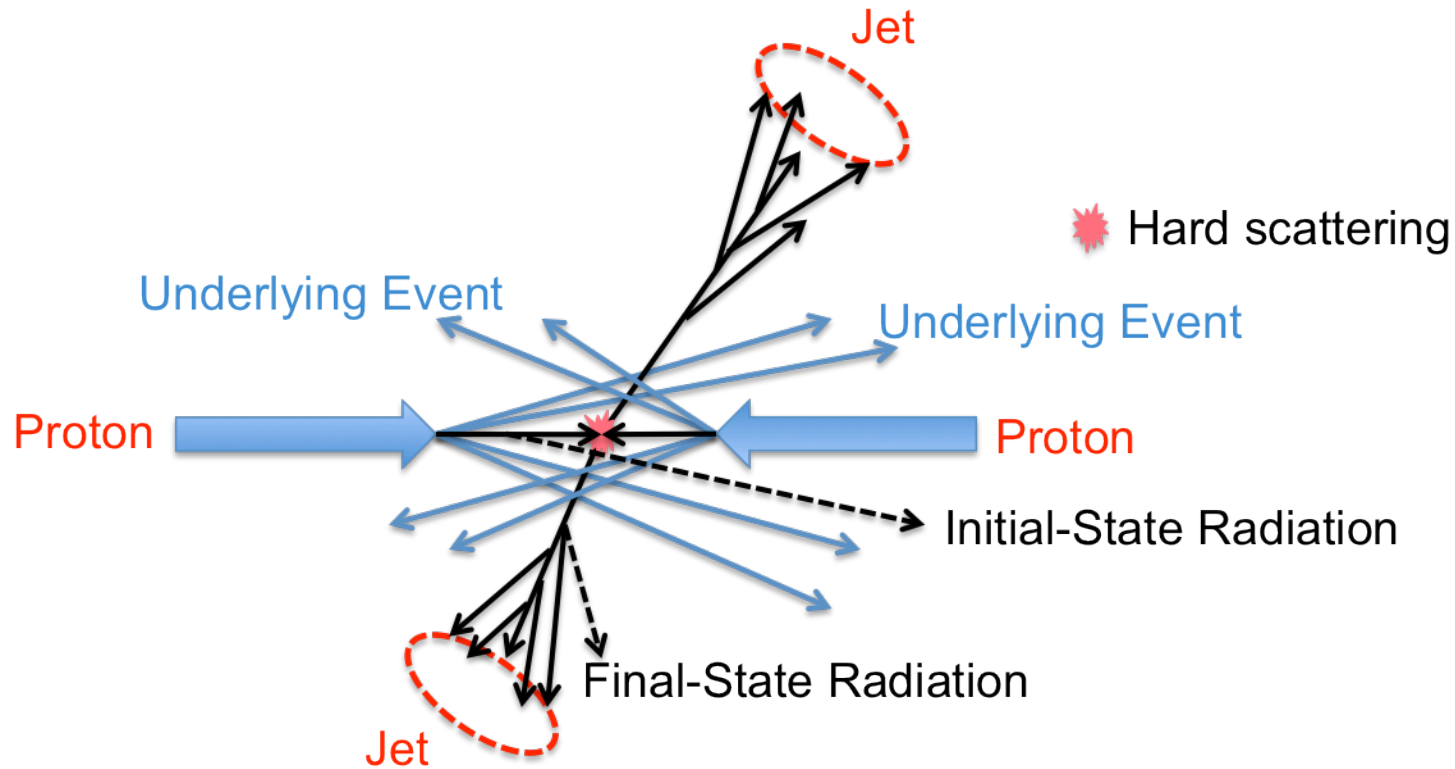 Jet
Hard scattering
Underlying Event
Underlying Event
Proton
Proton
Initial-State Radiation
Final-State Radiation
Jet